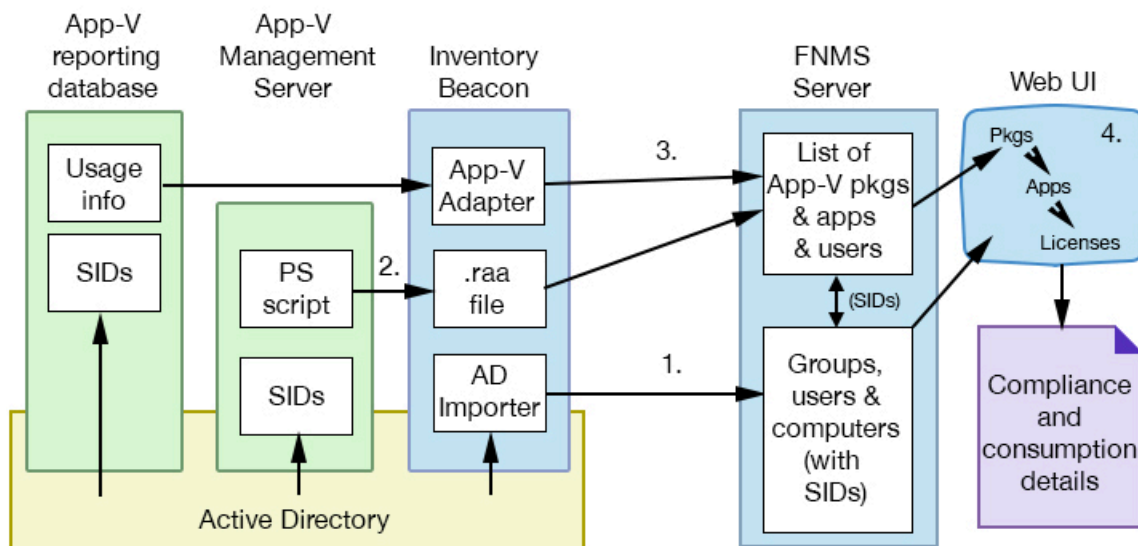 App-V
reporting
database
App-V
Management
Server
Inventory
Beacon
FNMS
Server
Web UI
Usage
info
SIDs
PS
script
SIDs
2.
App-V
Adapter
.raa
file
AD
Importer
3.
1.
List of
App-V pkgs
& apps
& users
(SIDs)
Groups,
users &
computers
(with
SIDs)
4.
Pkgs
Apps
Licenses
Compliance
and
consumption
details
Active Directory